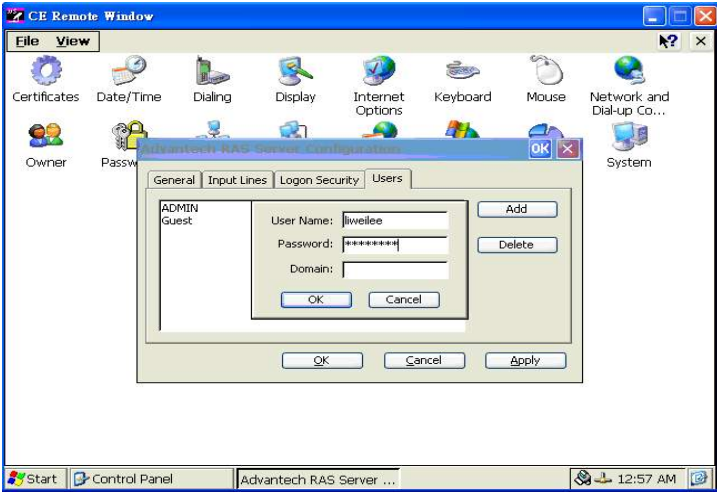 CE Remote Window
File View
Certificates Date/Time Dialing Display Internet Options Keyboard Mouse Network and Dial-up Co...
Owner Passw System
Advantech RAS Server Configuration OK
General Input Lines Logon Security Users
ADMIN
Guest
User Name: liweilee
Password: ********
Domain:
OK Cancel
Add
Delete
OK Cancel Apply
Start Control Panel Advantech RAS Server ... 12:57 AM